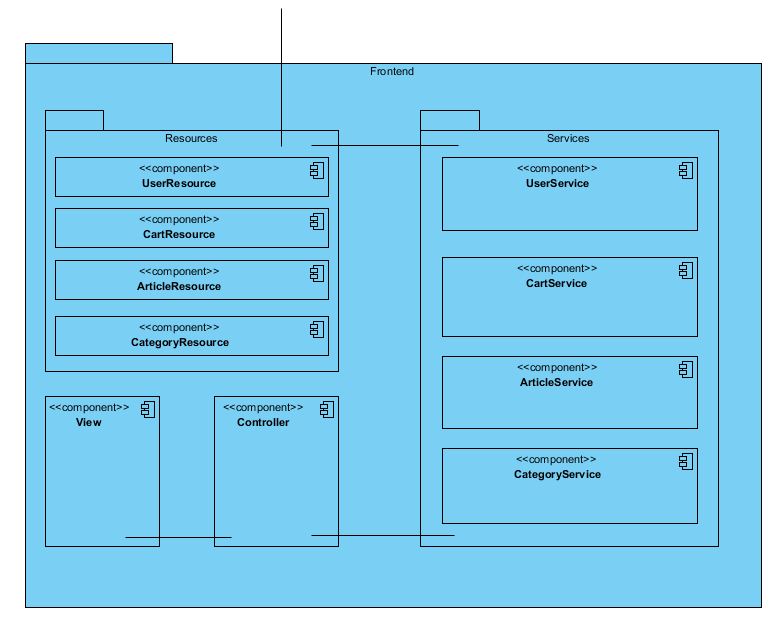 Frontend
Resources
<<component>>
UserResource
<<component>>
CartResource
<<component>>
ArticleResource
<<component>>
CategoryResource
Services
<<component>>
UserService
<<component>>
CartService
<<component>>
ArticleService
<<component>>
CategoryService
<<component>>
View
<<component>>
Controller